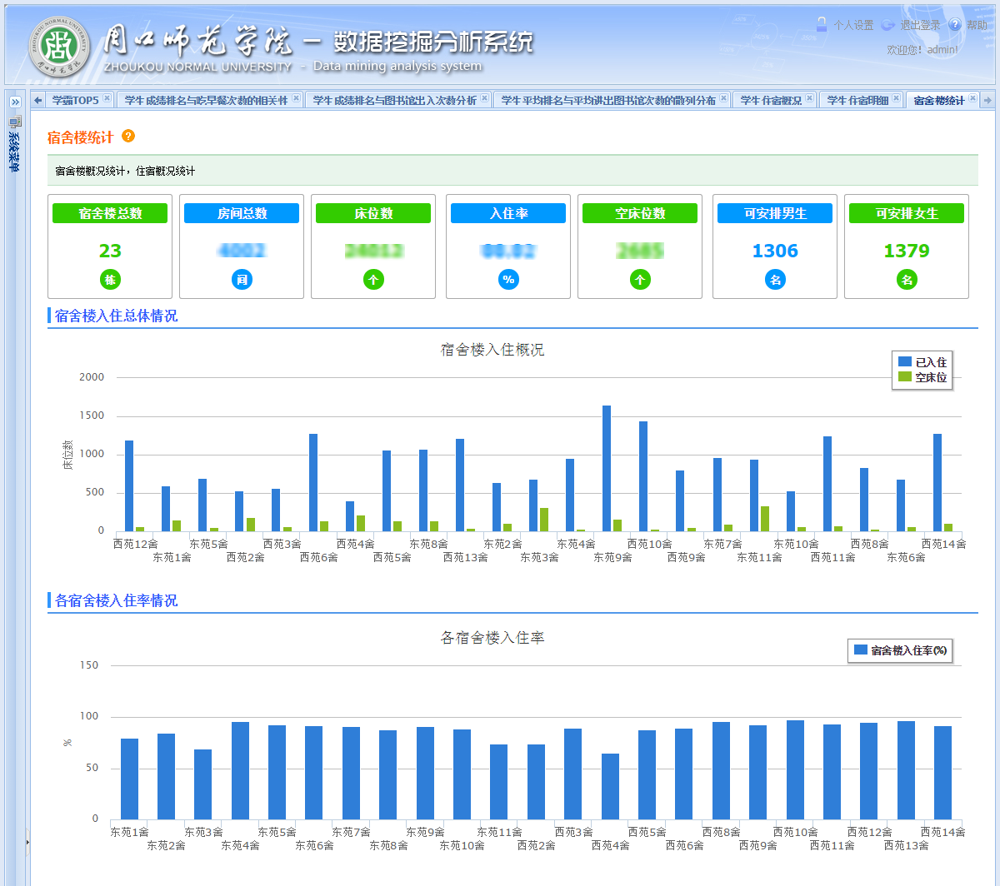 周口师范学院 － 数据挖掘分析系统
ZHOUKOU NORMAL UNIVERSITY － Data mining analysis system
个人设置 退出登录 帮助
欢迎您！admin!
系统菜单
学霸TOP5 学生成绩排名与吃早餐次数的相关性 学生成绩排名与图书馆出入次数分析 学生平均排名与平均进出图书馆次数的散列分布 学生住宿概况 学生住宿明细 宿舍楼统计
宿舍楼统计
宿舍楼概况统计，住宿概况统计
宿舍楼总数 房间总数 床位数 入住率 空床位数 可安排男生 可安排女生
23 1306 1379
栋 间 个 % 个 名 名
宿舍楼入住总体情况
宿舍楼入住概况
已入住
空床位
床位数
2000
1500
1000
500
0
西苑12舍 东苑5舍 西苑3舍 西苑4舍 东苑8舍 东苑2舍 东苑4舍 西苑10舍 东苑7舍 东苑10舍 西苑8舍 西苑14舍
东苑1舍 西苑2舍 西苑6舍 西苑5舍 西苑13舍 东苑3舍 东苑9舍 西苑9舍 东苑11舍 西苑11舍 东苑6舍
各宿舍楼入住率情况
各宿舍楼入住率
宿舍楼入住率(%)
%
150
100
50
0
东苑1舍 东苑3舍 东苑5舍 东苑7舍 东苑9舍 东苑11舍 西苑3舍 西苑5舍 西苑8舍 西苑10舍 西苑12舍 西苑14舍
东苑2舍 东苑4舍 东苑6舍 东苑8舍 东苑10舍 西苑2舍 西苑4舍 西苑6舍 西苑9舍 西苑11舍 西苑13舍